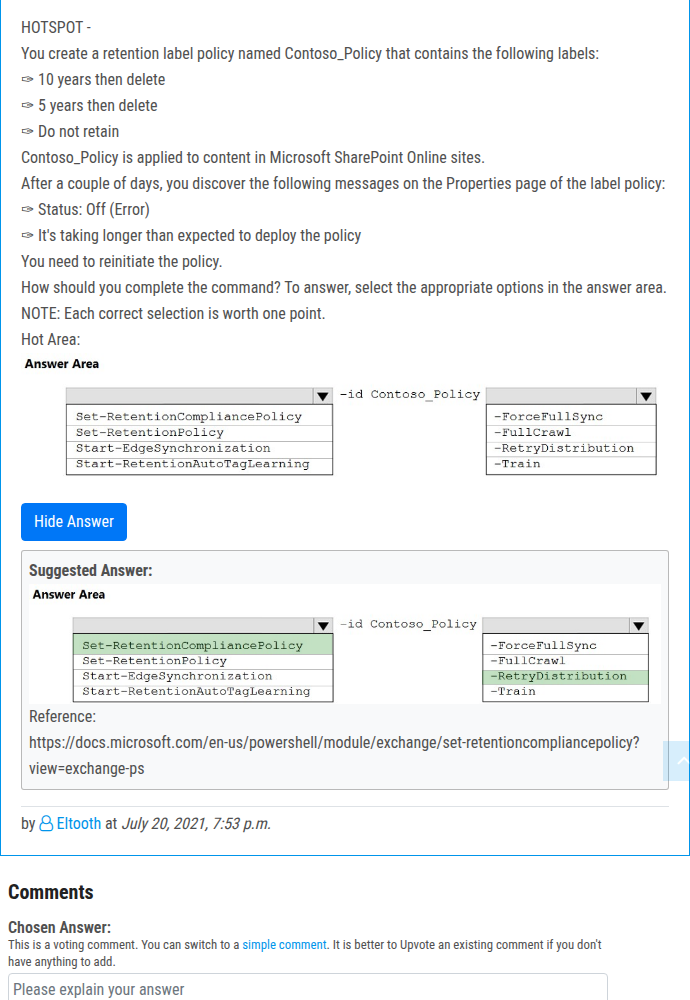 HOTSPOT -
You create a retention label policy named Contoso_Policy that contains the following labels:
✑ 10 years then delete
✑ 5 years then delete
✑ Do not retain
Contoso_Policy is applied to content in Microsoft SharePoint Online sites.
After a couple of days, you discover the following messages on the Properties page of the label policy:
✑ Status: Off (Error)
✑ It's taking longer than expected to deploy the policy
You need to reinitiate the policy.
How should you complete the command? To answer, select the appropriate options in the answer area.
NOTE: Each correct selection is worth one point.
Hot Area:
Answer Area
-id Contoso_Policy
Set-RetentionCompliancePolicy
Set-RetentionPolicy
Start-EdgeSynchronization
Start-RetentionAutoTagLearning
-ForceFullSync
-FullCrawl
-RetryDistribution
-Train
Hide Answer
Suggested Answer:
Answer Area
-id Contoso_Policy
Set-RetentionCompliancePolicy
Set-RetentionPolicy
Start-EdgeSynchronization
Start-RetentionAutoTagLearning
-ForceFullSync
-FullCrawl
-RetryDistribution
-Train
Reference:
https://docs.microsoft.com/en-us/powershell/module/exchange/set-retentioncompliancepolicy?
view=exchange-ps
by Eltooth at July 20, 2021, 7:53 p.m.
Comments
Chosen Answer:
This is a voting comment. You can switch to a simple comment. It is better to Upvote an existing comment if you don't
have anything to add.
Please explain your answer